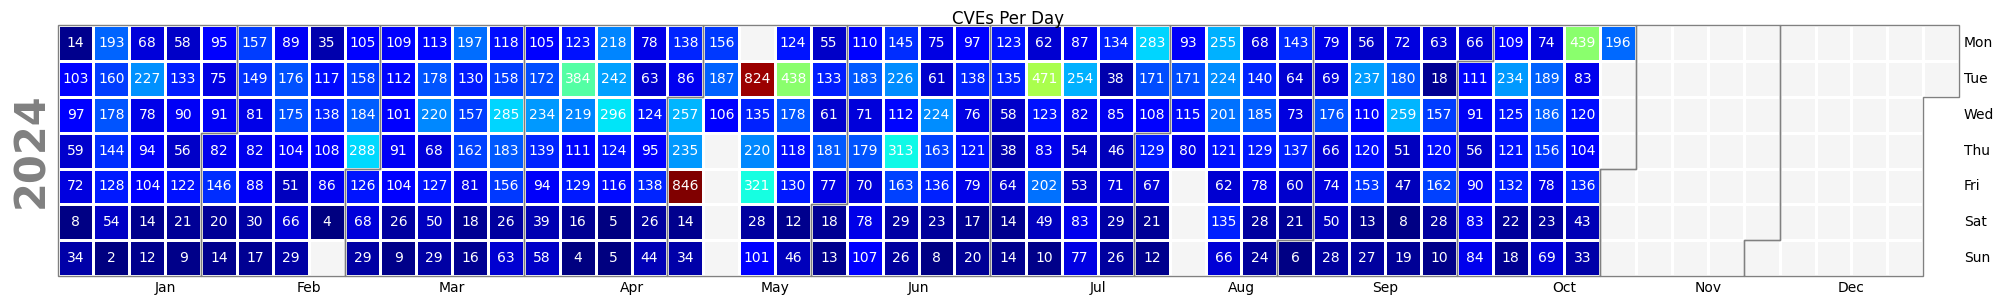 CVEs Per Day
14 193 68 58 95 157 89 35 105 109 113 197 118 105 123 218 78 138 156 124 55 110 145 75 97 123 62 87 134 283 93 255 68 143 79 56 72 63 66 109 74 439 196 Mon
103 160 227 133 75 149 176 117 158 112 178 130 158 172 384 242 63 86 187 824 438 133 183 226 61 138 135 471 254 38 171 171 224 140 64 69 237 180 18 111 234 189 83 Tue
97 178 78 90 91 81 175 138 184 101 220 157 285 234 219 296 124 257 106 135 178 61 71 112 224 76 58 123 82 85 108 115 201 185 73 176 110 259 157 91 125 186 120 Wed
59 144 94 56 82 82 104 108 288 91 68 162 183 139 111 124 95 235 220 118 181 179 313 163 121 38 83 54 46 129 80 121 129 137 66 120 51 120 56 121 156 104 Thu
72 128 104 122 146 88 51 86 126 104 127 81 156 94 129 116 138 846 321 130 77 70 163 136 79 64 202 53 71 67 62 78 60 74 153 47 162 90 132 78 136 Fri
8 54 14 21 20 30 66 4 68 26 50 18 26 39 16 5 26 14 28 12 18 78 29 23 17 14 49 83 29 21 135 28 21 50 13 8 28 83 22 23 43 Sat
34 2 12 9 14 17 29 29 9 29 16 63 58 4 5 44 34 101 46 13 107 26 8 20 14 10 77 26 12 66 24 6 28 27 19 10 84 18 69 33 Sun
2024
Jan Feb Mar Apr May Jun Jul Aug Sep Oct Nov Dec